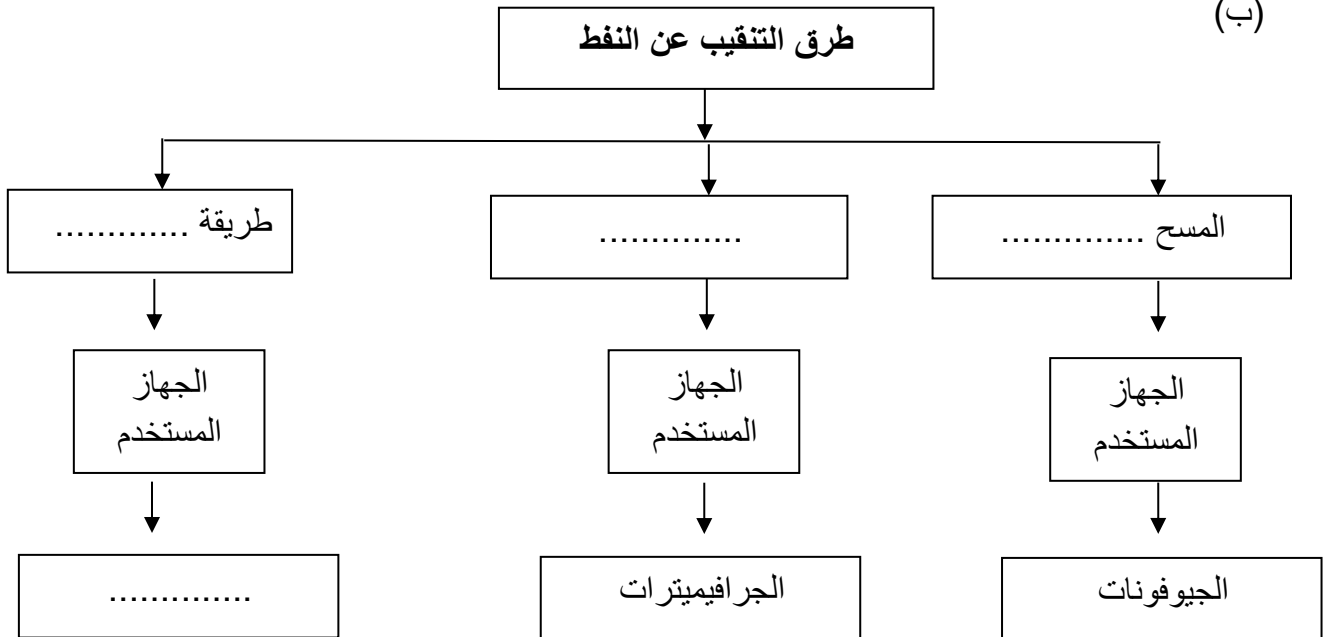 (ب)
طرق التنقيب عن النفط
المسح ..............
..............
طريقة .............
الجهاز
المستخدم
الجهاز
المستخدم
الجهاز
المستخدم
الجيوفونات
الجرافيميترات
..............